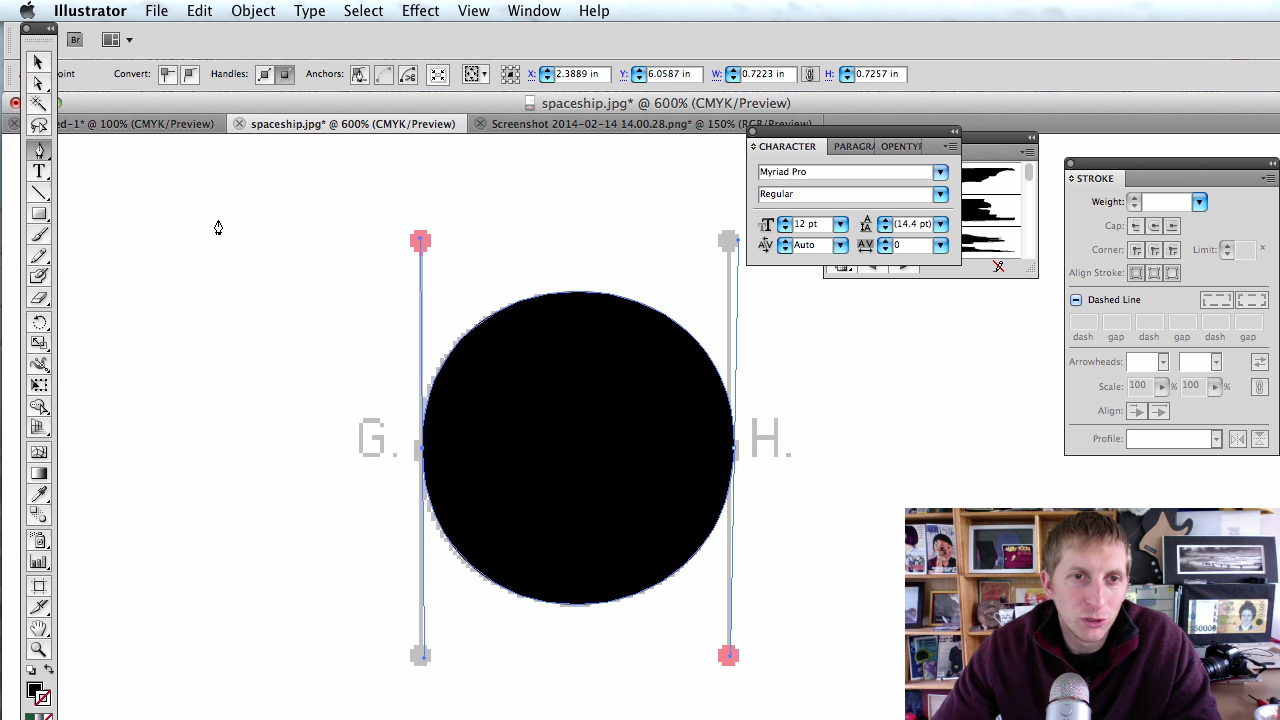 Illustrator File Edit Object Type Select Effect View Window Help
Br
Convert: Handles: Anchors: X: 2.3889 in Y: 6.0587 in W: 0.7223 in H: 0.7257 in
spaceship.jpg* @ 600% (CMYK/Preview)
ed-1* @ 100% (CMYK/Preview) spaceship.jpg* @ 600% (CMYK/Preview) Screenshot 2014-02-14 14.00.28.png* @ 150% (RGB/Preview)
CHARACTER PARAGRA OPENTYP
Myriad Pro
Regular
12 pt (14.4 pt)
Auto 0
STROKE
Weight:
Cap:
Corner: Limit: x
Align Stroke:
Dashed Line
dash gap dash gap dash gap
Arrowheads:
Scale: 100 % 100 %
Align:
Profile:
G. H.